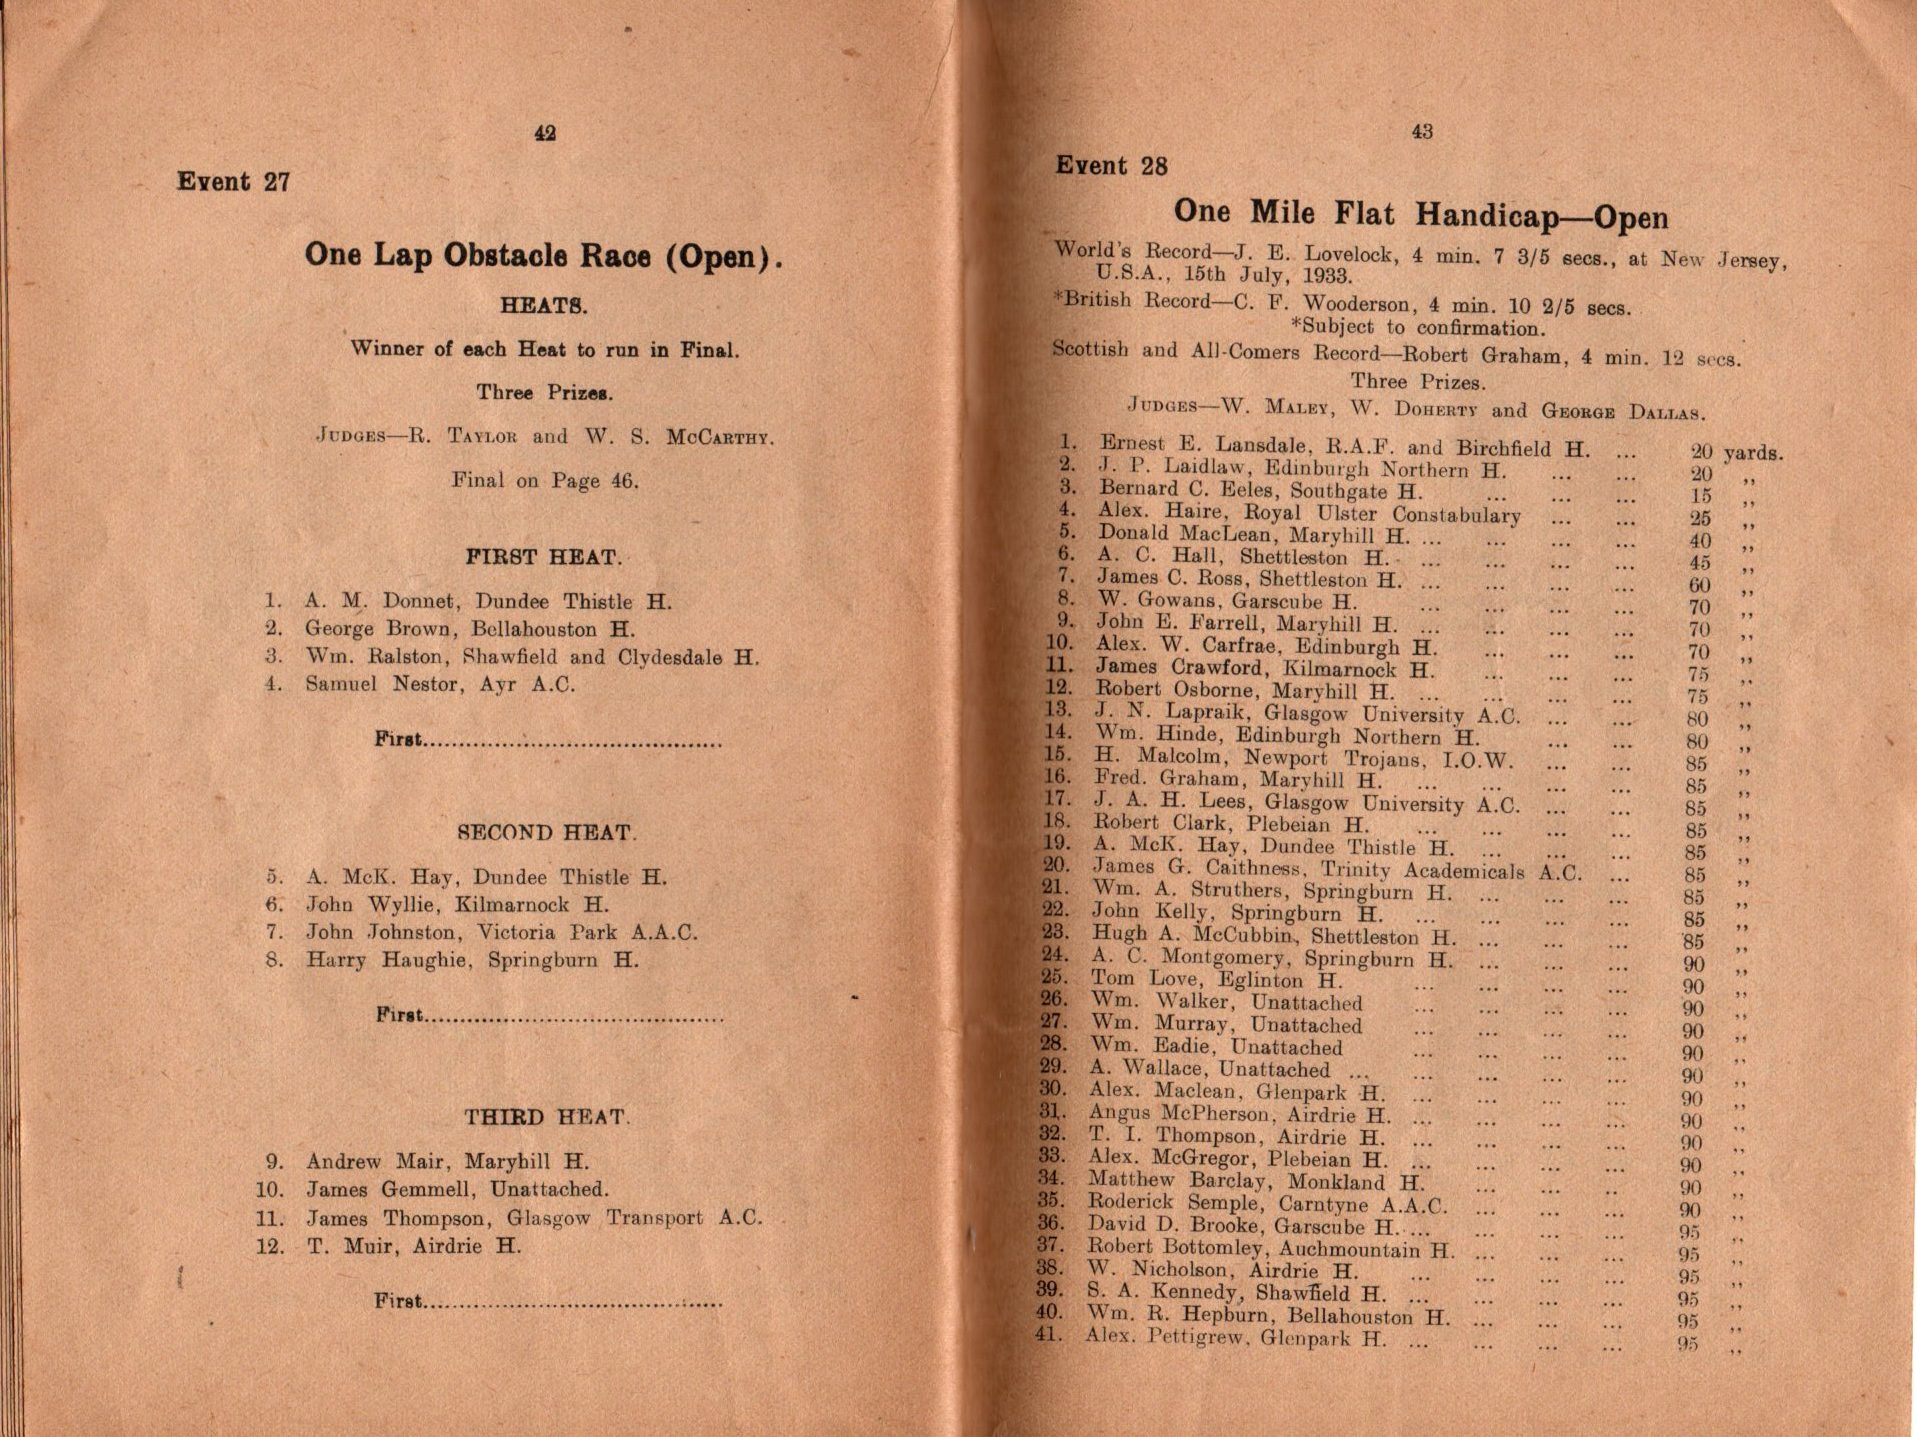 42
Event 27
One Lap Obstacle Race (Open).
HEATS.
Winner of each Heat to run in Final.
Three Prizes.
JUDGES—R. TAYLOR and W. S. MCCARTHY.
Final on Page 46.
FIRST HEAT.
1. A. M. Donnet, Dundee Thistle H.
2. George Brown, Bellahouston H.
3. Wm. Ralston, Shawfield and Clydesdale H.
4. Samuel Nestor, Ayr A.C.
First..........................................
SECOND HEAT.
5. A. McK. Hay, Dundee Thistle H.
6. John Wyllie, Kilmarnock H.
7. John Johnston, Victoria Park A.A.C.
8. Harry Haughie, Springburn H.
First..........................................
THIRD HEAT.
9. Andrew Mair, Maryhill H.
10. James Gemmell, Unattached.
11. James Thompson, Glasgow Transport A.C.
12. T. Muir, Airdrie H.
First..........................................
43
Event 28
One Mile Flat Handicap—Open
World's Record—J. E. Lovelock, 4 min. 7 3/5 secs., at New Jersey,
U.S.A., 15th July, 1933.
*British Record—C. F. Wooderson, 4 min. 10 2/5 secs.
*Subject to confirmation.
Scottish and All-Comers Record—Robert Graham, 4 min. 12 secs.
Three Prizes.
JUDGES—W. MALEY, W. DOHERTY and GEORGE DALLAS.
1. Ernest E. Lansdale, R.A.F. and Birchfield H. ... 20 yards.
2. J. P. Laidlaw, Edinburgh Northern H. ... ... 20 ,,
3. Bernard C. Eeles, Southgate H. ... ... ... 15 ,,
4. Alex. Haire, Royal Ulster Constabulary ... ... 25 ,,
5. Donald MacLean, Maryhill H. ... ... ... ... 40 ,,
6. A. C. Hall, Shettleston H. ... ... ... ... 45 ,,
7. James C. Ross, Shettleston H. ... ... ... ... 60 ,,
8. W. Gowans, Garscube H. ... ... ... ... 70 ,,
9. John E. Farrell, Maryhill H. ... ... ... ... 70 ,,
10. Alex. W. Carfrae, Edinburgh H. ... ... ... 70 ,,
11. James Crawford, Kilmarnock H. ... ... ... 75 ,,
12. Robert Osborne, Maryhill H. ... ... ... ... 75 ,,
13. J. N. Lapraik, Glasgow University A.C. ... ... 80 ,,
14. Wm. Hinde, Edinburgh Northern H. ... ... 80 ,,
15. H. Malcolm, Newport Trojans, I.O.W. ... ... 85 ,,
16. Fred. Graham, Maryhill H. ... ... ... ... 85 ,,
17. J. A. H. Lees, Glasgow University A.C. ... ... 85 ,,
18. Robert Clark, Plebeian H. ... ... ... ... 85 ,,
19. A. McK. Hay, Dundee Thistle H. ... ... ... 85 ,,
20. James G. Caithness, Trinity Academicals A.C. ... 85 ,,
21. Wm. A. Struthers, Springburn H. ... ... ... 85 ,,
22. John Kelly, Springburn H. ... ... ... ... 85 ,,
23. Hugh A. McCubbin, Shettleston H. ... ... ... 85 ,,
24. A. C. Montgomery, Springburn H. ... ... ... 90 ,,
25. Tom Love, Eglinton H. ... ... ... ... 90 ,,
26. Wm. Walker, Unattached ... ... ... ... 90 ,,
27. Wm. Murray, Unattached ... ... ... ... 90 ,,
28. Wm. Eadie, Unattached ... ... ... ... 90 ,,
29. A. Wallace, Unattached ... ... ... ... ... 90 ,,
30. Alex. Maclean, Glenpark H. ... ... ... ... 90 ,,
31. Angus McPherson, Airdrie H. ... ... ... ... 90 ,,
32. T. I. Thompson, Airdrie H. ... ... ... ... 90 ,,
33. Alex. McGregor, Plebeian H. ... ... ... ... 90 ,,
34. Matthew Barclay, Monkland H. ... ... .. ... 90 ,,
35. Roderick Semple, Carntyne A.A.C. ... ... ... 90 ,,
36. David D. Brooke, Garscube H. ... ... ... ... 95 ,,
37. Robert Bottomley, Auchmountain H. ... ... ... 95 ,,
38. W. Nicholson, Airdrie H. ... ... ... ... 95 ,,
39. S. A. Kennedy, Shawfield H. ... ... ... ... 95 ,,
40. Wm. R. Hepburn, Bellahouston H. ... ... ... 95 ,,
41. Alex. Pettigrew, Glenpark H. ... ... ... ... 95 ,,